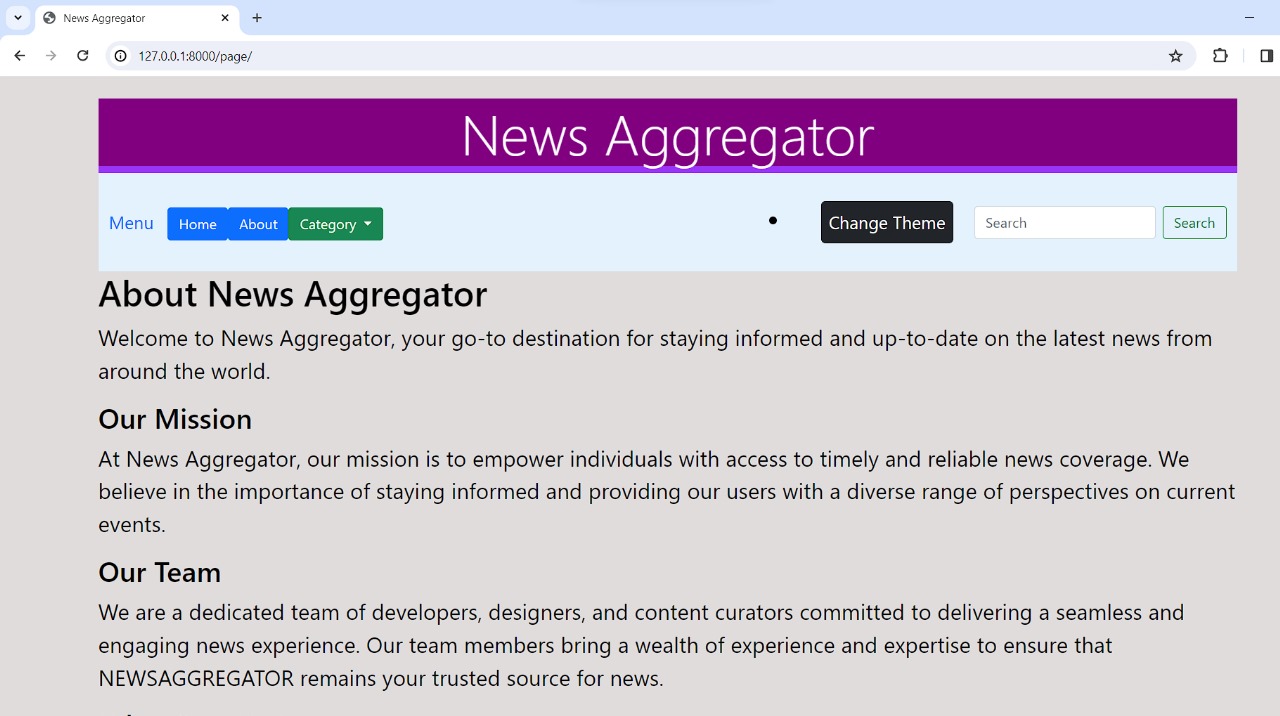 News Aggregator
127.0.0.1:8000/page/
News Aggregator
Menu Home About Category Change Theme Search Search
About News Aggregator
Welcome to News Aggregator, your go-to destination for staying informed and up-to-date on the latest news from
around the world.
Our Mission
At News Aggregator, our mission is to empower individuals with access to timely and reliable news coverage. We
believe in the importance of staying informed and providing our users with a diverse range of perspectives on current
events.
Our Team
We are a dedicated team of developers, designers, and content curators committed to delivering a seamless and
engaging news experience. Our team members bring a wealth of experience and expertise to ensure that
NEWSAGGREGATOR remains your trusted source for news.